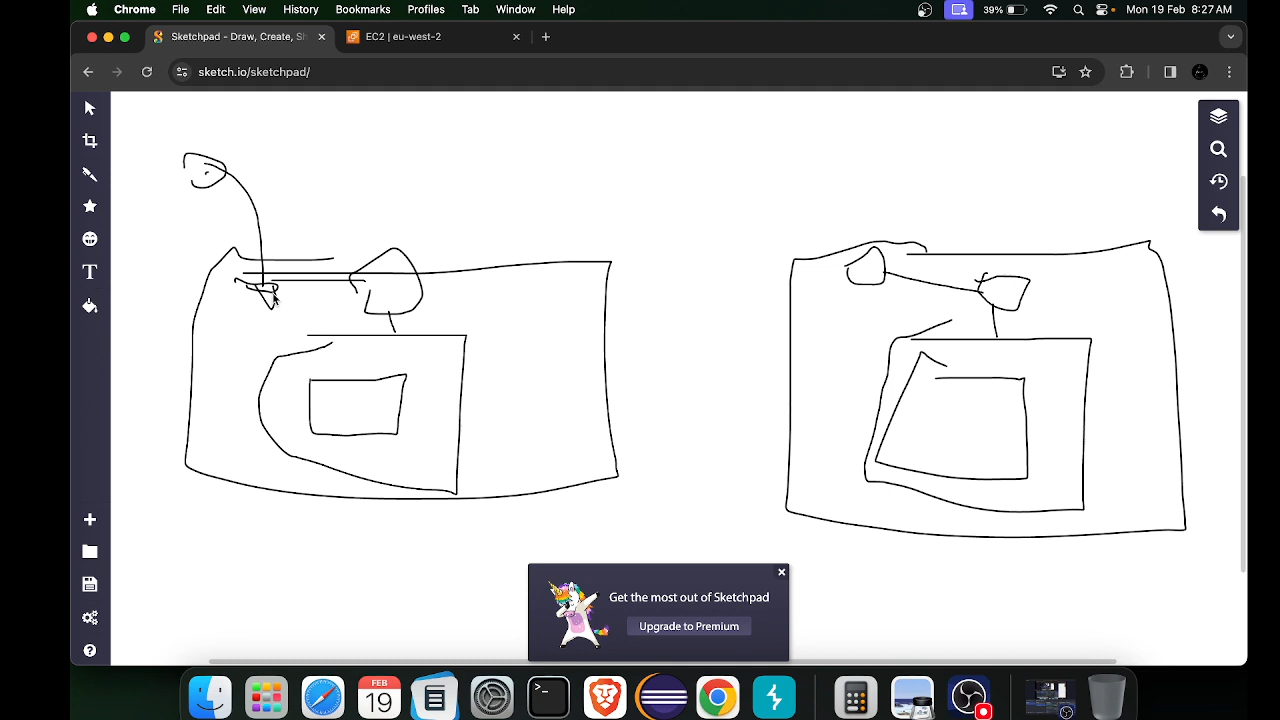 Chrome File Edit View History Bookmarks Profiles Tab Window Help 39% Mon 19 Feb 8:27 AM
Sketchpad - Draw, Create, Sh EC2 | eu-west-2
sketch.io/sketchpad/
T
Get the most out of Sketchpad
Upgrade to Premium
FEB
19